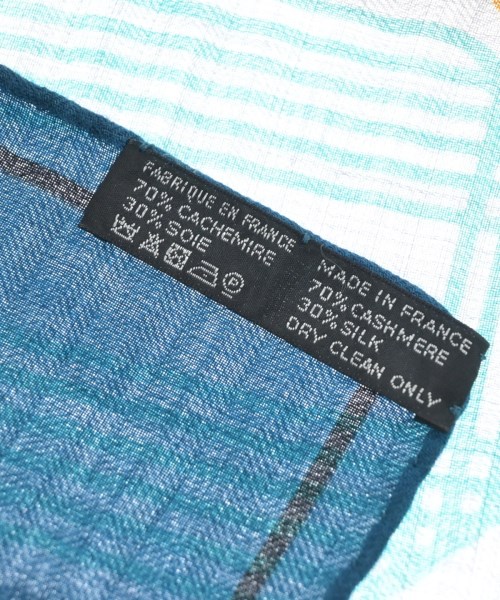 FABRIQUE EN FRANCE
70% CACHEMIRE
30% SOIE
MADE IN FRANCE
70% CASHMERE
30% SILK
DRY CLEAN ONLY